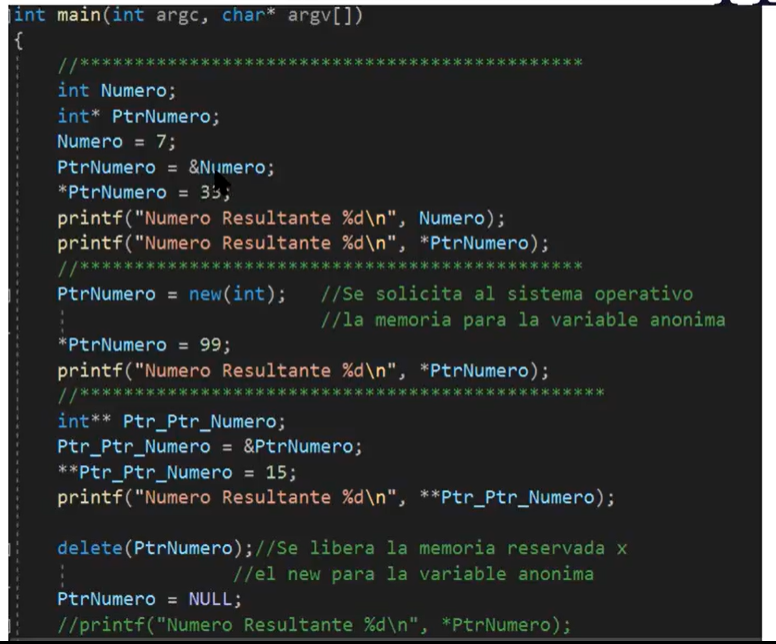 int main(int argc, char* argv[])
{
//**********************************************
int Numero;
int* PtrNumero;
Numero = 7;
PtrNumero = &Numero;
*PtrNumero = 33;
printf("Numero Resultante %d\n", Numero);
printf("Numero Resultante %d\n", *PtrNumero);
//**********************************************
PtrNumero = new(int); //Se solicita al sistema operativo
//la memoria para la variable anonima
*PtrNumero = 99;
printf("Numero Resultante %d\n", *PtrNumero);
//************************************************
int** Ptr_Ptr_Numero;
Ptr_Ptr_Numero = &PtrNumero;
**Ptr_Ptr_Numero = 15;
printf("Numero Resultante %d\n", **Ptr_Ptr_Numero);
delete(PtrNumero);//Se libera la memoria reservada x
//el new para la variable anonima
PtrNumero = NULL;
//printf("Numero Resultante %d\n", *PtrNumero);